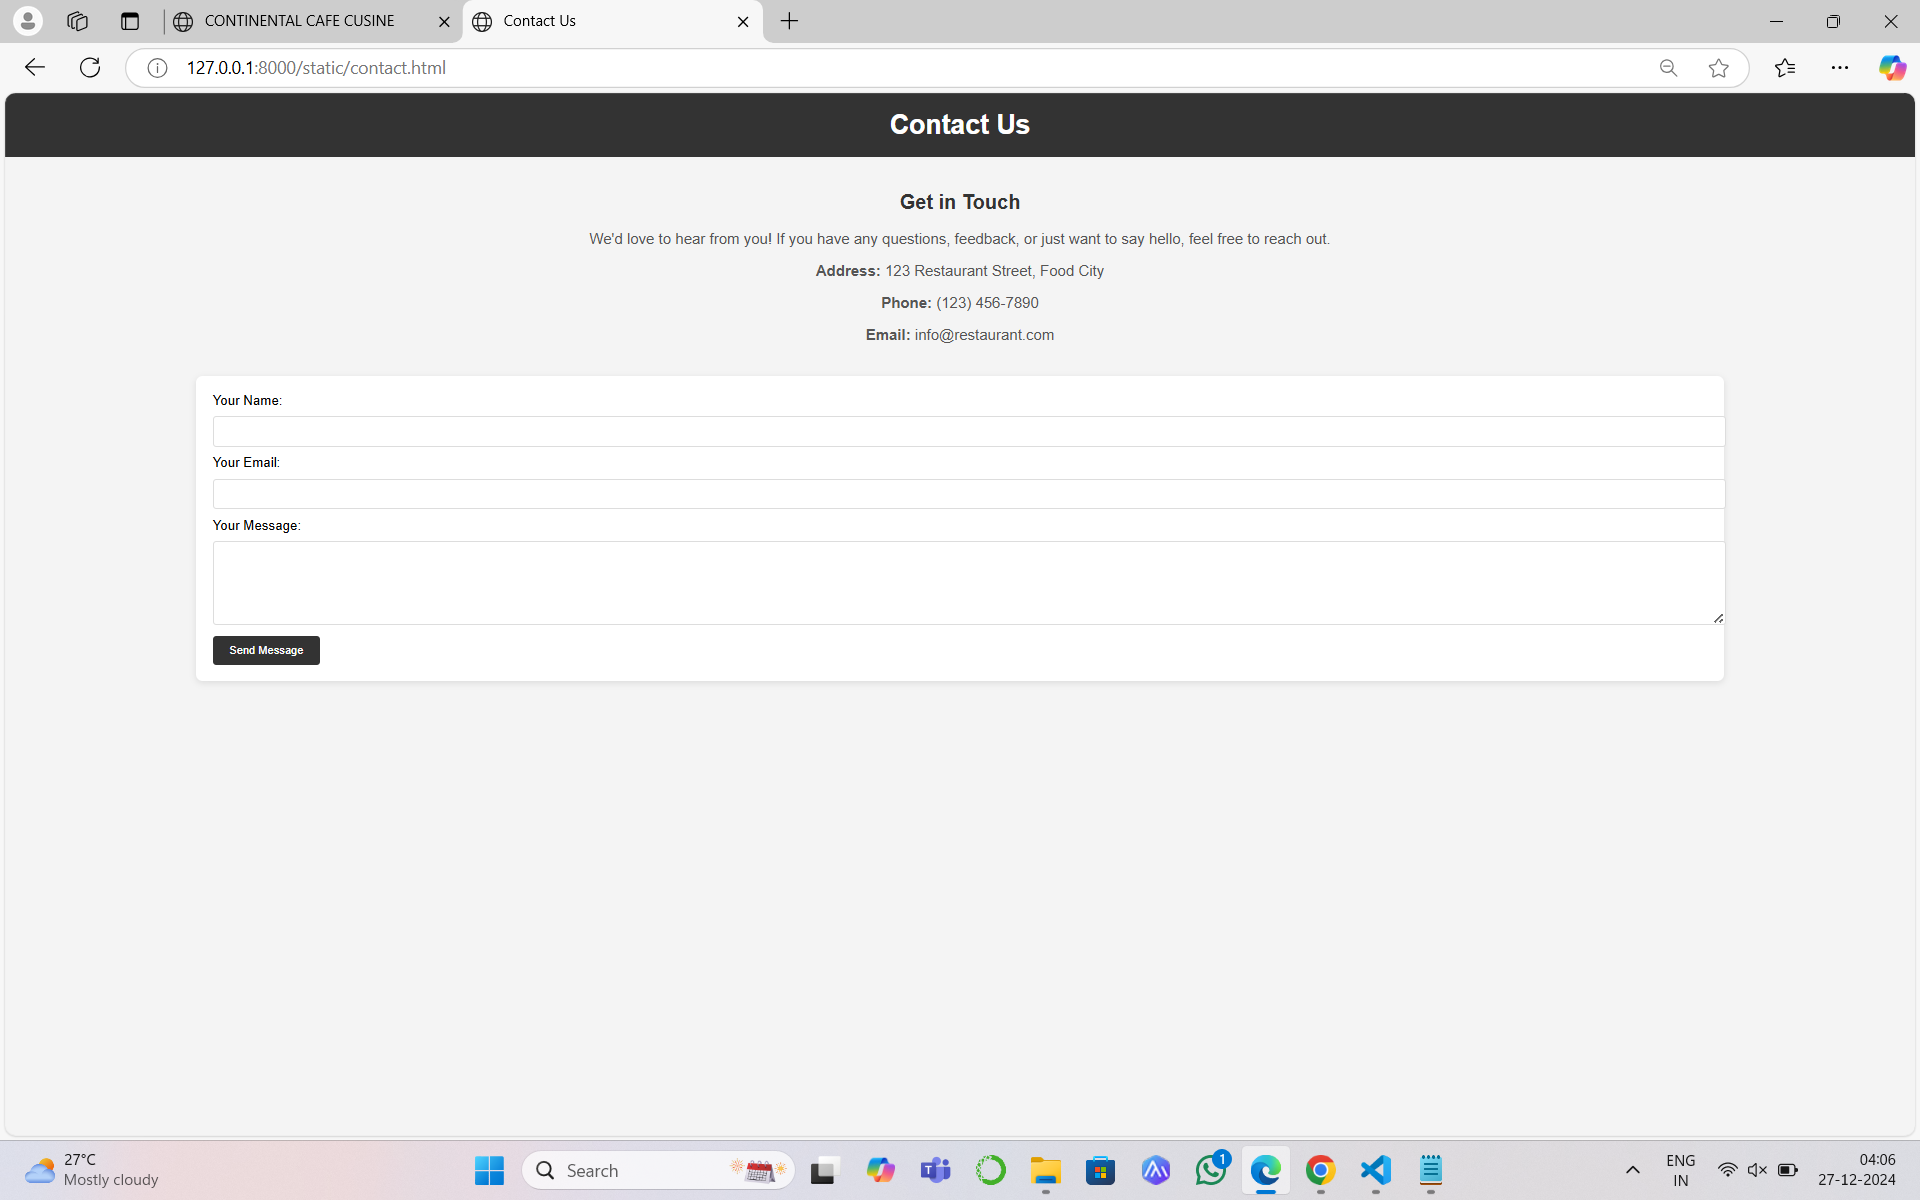 CONTINENTAL CAFE CUSINE
Contact Us
127.0.0.1:8000/static/contact.html
Contact Us
Get in Touch
We'd love to hear from you! If you have any questions, feedback, or just want to say hello, feel free to reach out.
Address: 123 Restaurant Street, Food City
Phone: (123) 456-7890
Email: info@restaurant.com
Your Name:
Your Email:
Your Message:
Send Message
27°C
Mostly cloudy
Search
1
ENG
IN
04:06
27-12-2024